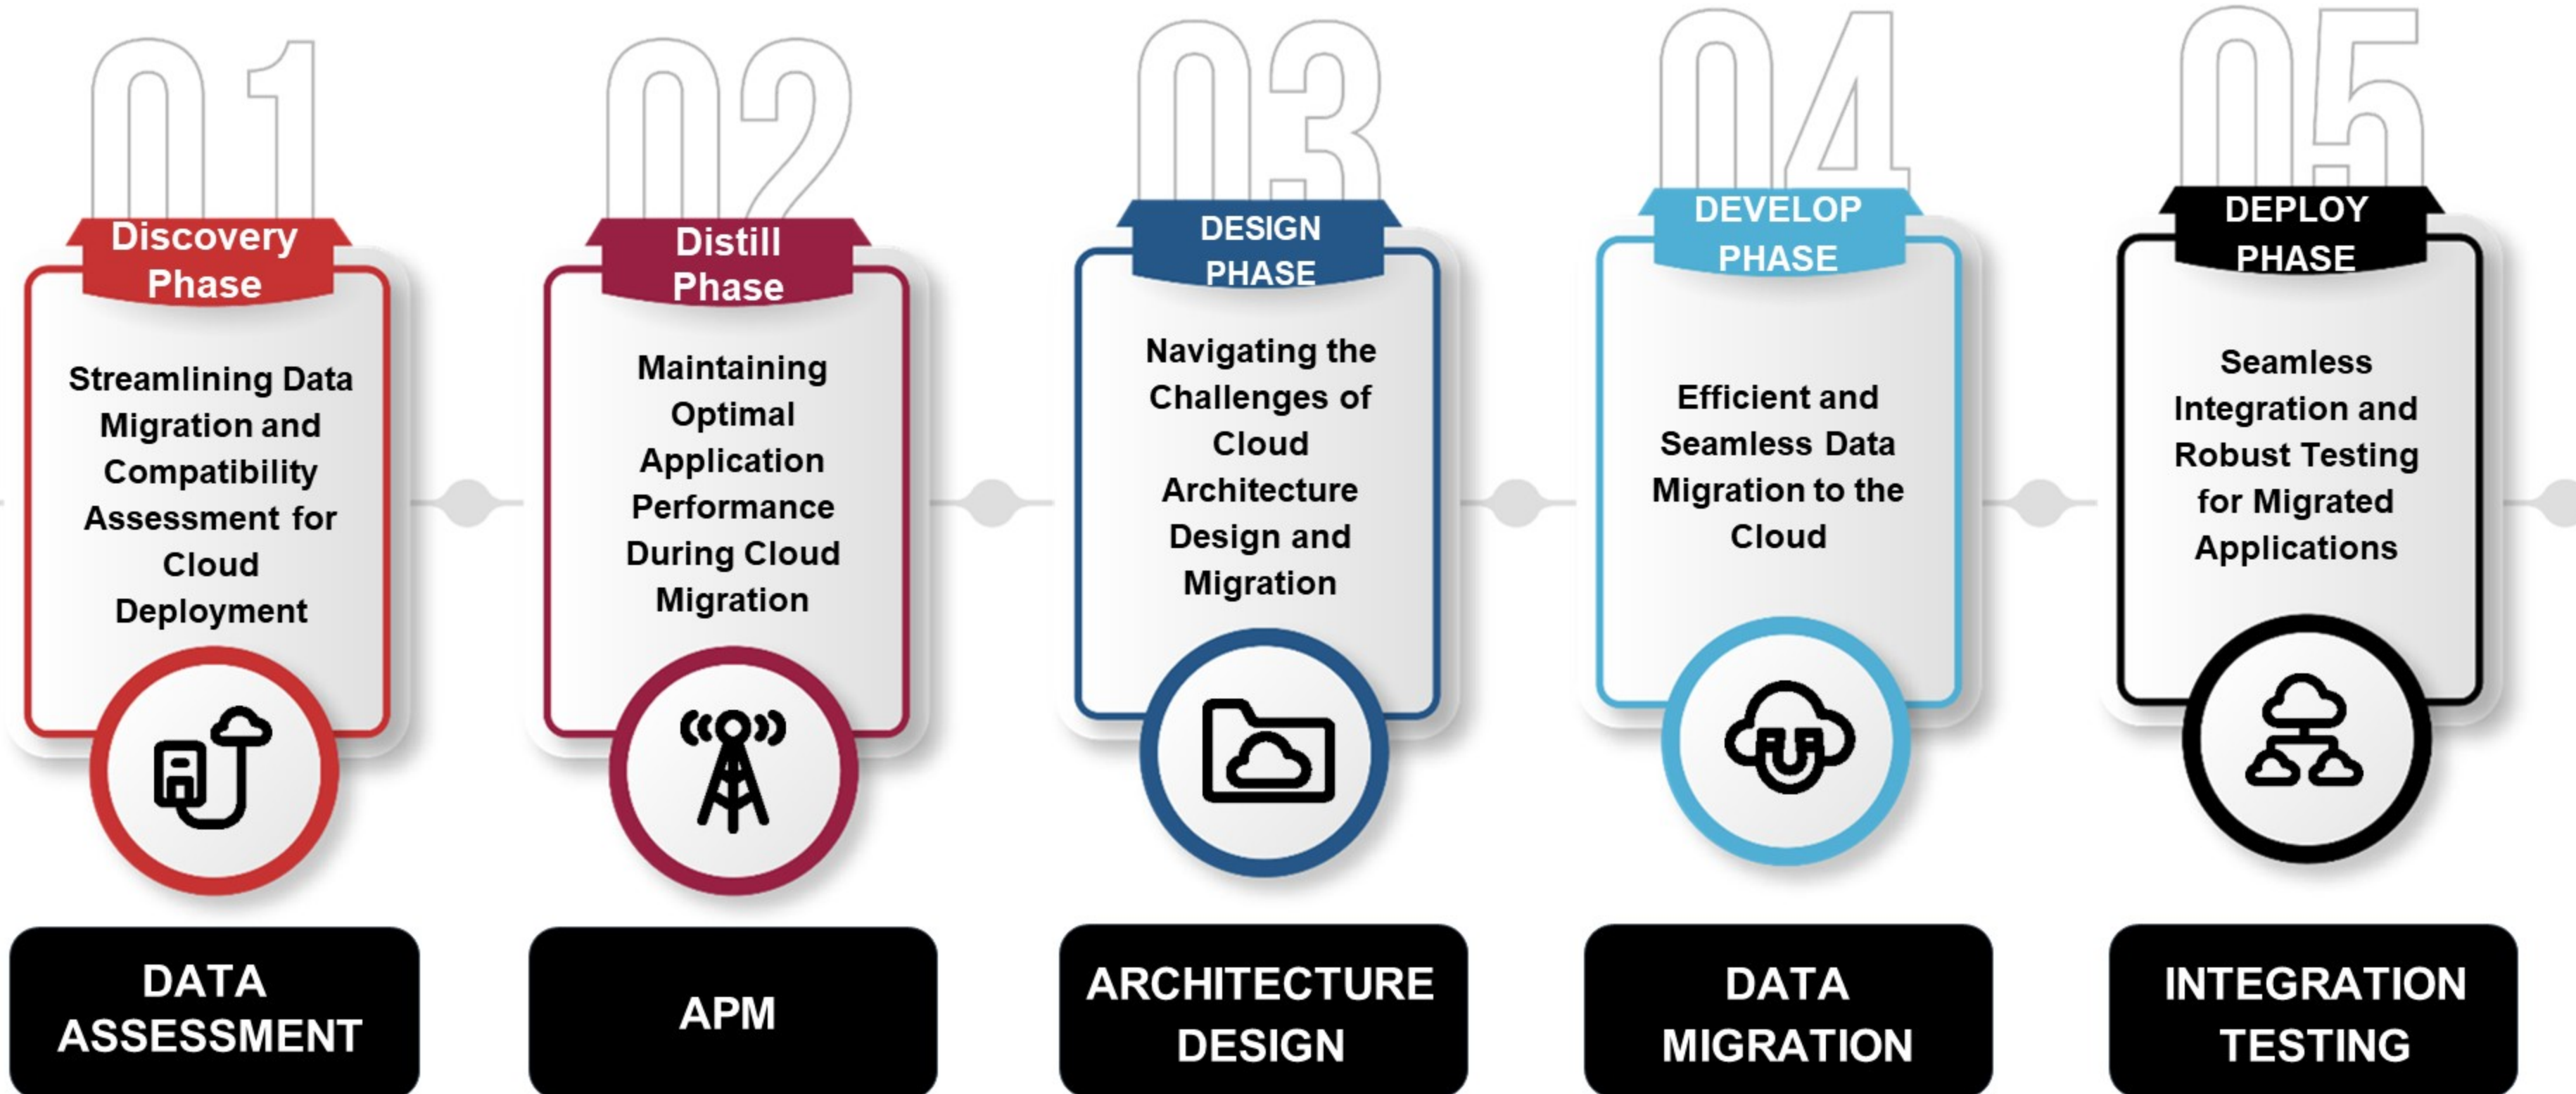 01
Discovery
Phase
Streamlining Data
Migration and
Compatibility
Assessment for
Cloud
Deployment
DATA
ASSESSMENT
02
Distill
Phase
Maintaining
Optimal
Application
Performance
During Cloud
Migration
APM
03
DESIGN
PHASE
Navigating the
Challenges of
Cloud
Architecture
Design and
Migration
ARCHITECTURE
DESIGN
04
DEVELOP
PHASE
Efficient and
Seamless Data
Migration to the
Cloud
DATA
MIGRATION
05
DEPLOY
PHASE
Seamless
Integration and
Robust Testing
for Migrated
Applications
INTEGRATION
TESTING